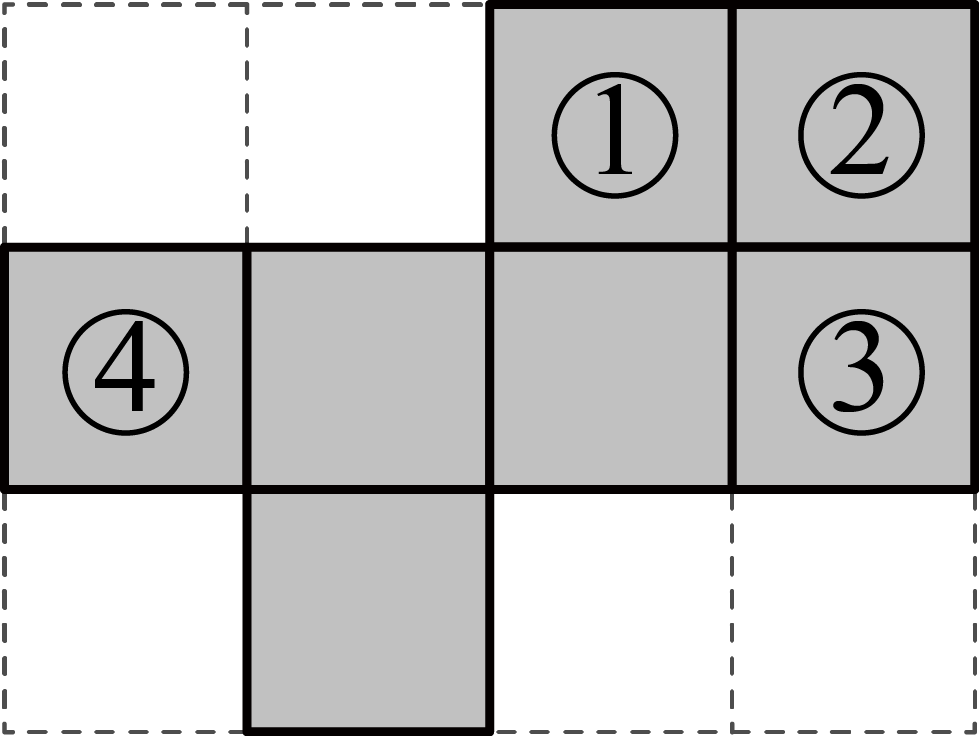 ① ②
④ ③